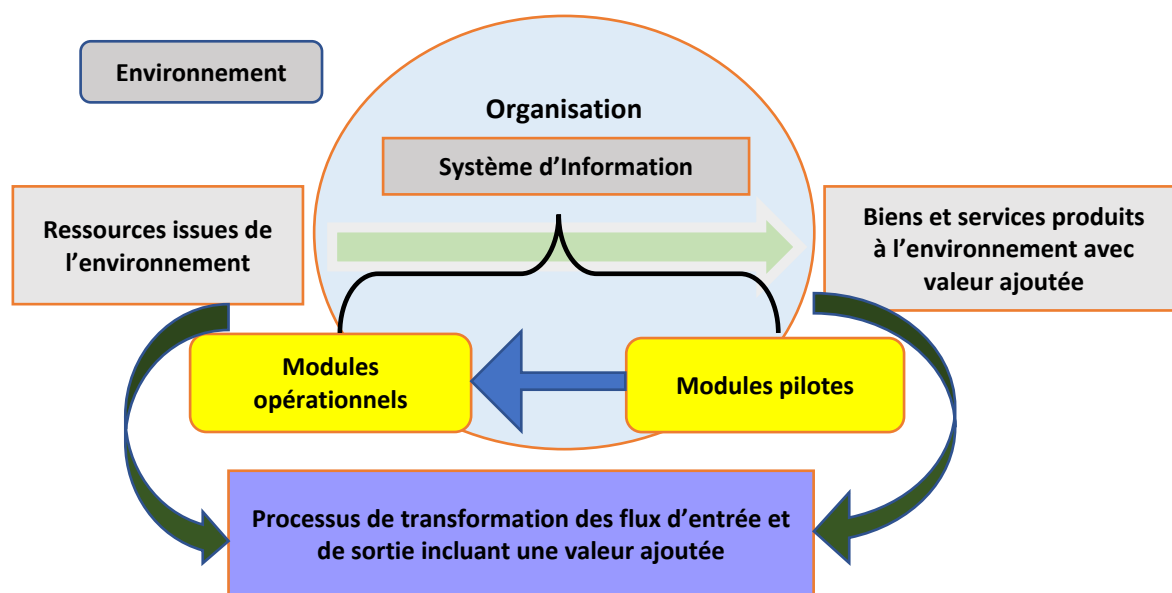 Environnement
Organisation
Système d’Information
Ressources issues de
l’environnement
Biens et services produits
à l’environnement avec
valeur ajoutée
Modules
opérationnels
Modules pilotes
Processus de transformation des flux d’entrée et
de sortie incluant une valeur ajoutée